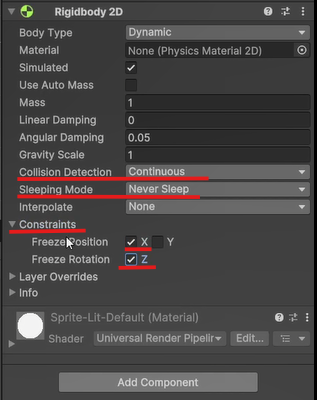 Rigidbody 2D
Body Type Dynamic
Material None (Physics Material 2D)
Simulated
Use Auto Mass
Mass 1
Linear Damping 0
Angular Damping 0.05
Gravity Scale 1
Collision Detection Continuous
Sleeping Mode Never Sleep
Interpolate None
Constraints
Freeze Position X Y
Freeze Rotation Z
Layer Overrides
Info
Sprite-Lit-Default (Material)
Shader Universal Render Pipelir Edit...
Add Component